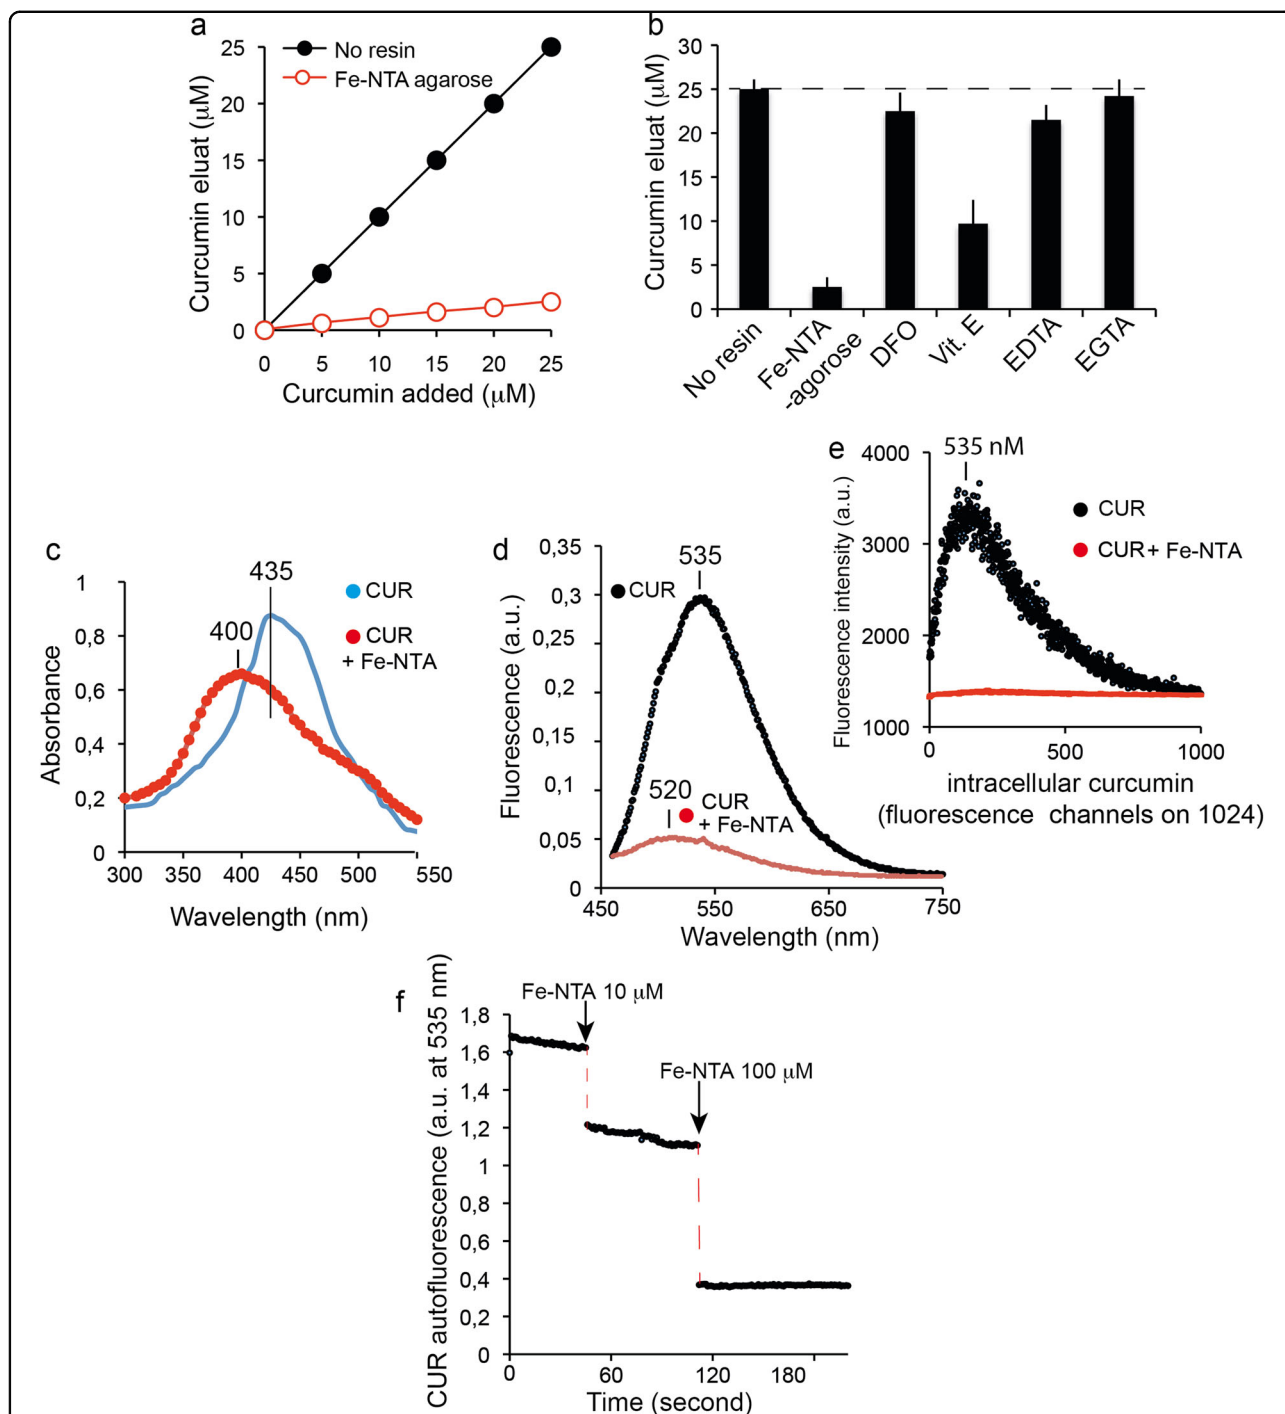 a
No resin
Fe-NTA agarose
Curcumin eluat (μM)
25
20
15
10
5
0
0 5 10 15 20 25
Curcumin added (μM)
b
Curcumin eluat (μM)
30
25
20
15
10
5
0
No resin
Fe-NTA
-agorose
DFO
Vit. E
EDTA
EGTA
c
435
400
CUR
CUR
+ Fe-NTA
Absorbance
1
0,8
0,6
0,4
0,2
0
300 350 400 450 500 550
Wavelength (nm)
d
535
CUR
520
CUR
+ Fe-NTA
Fluorescence (a.u.)
0,35
0,3
0,25
0,2
0,15
0,1
0,05
0
450 550 650 750
Wavelength (nm)
e
535 nM
CUR
CUR + Fe-NTA
Fluorescence intensity (a.u.)
4000
3000
2000
1000
0 500 1000
intracellular curcumin
(fluorescence channels on 1024)
f
Fe-NTA 10 μM
Fe-NTA 100 μM
CUR autofluorescence (a.u. at 535 nm)
1,8
1,6
1,4
1,2
1
0,8
0,6
0,4
0,2
0
0 60 120 180
Time (second)